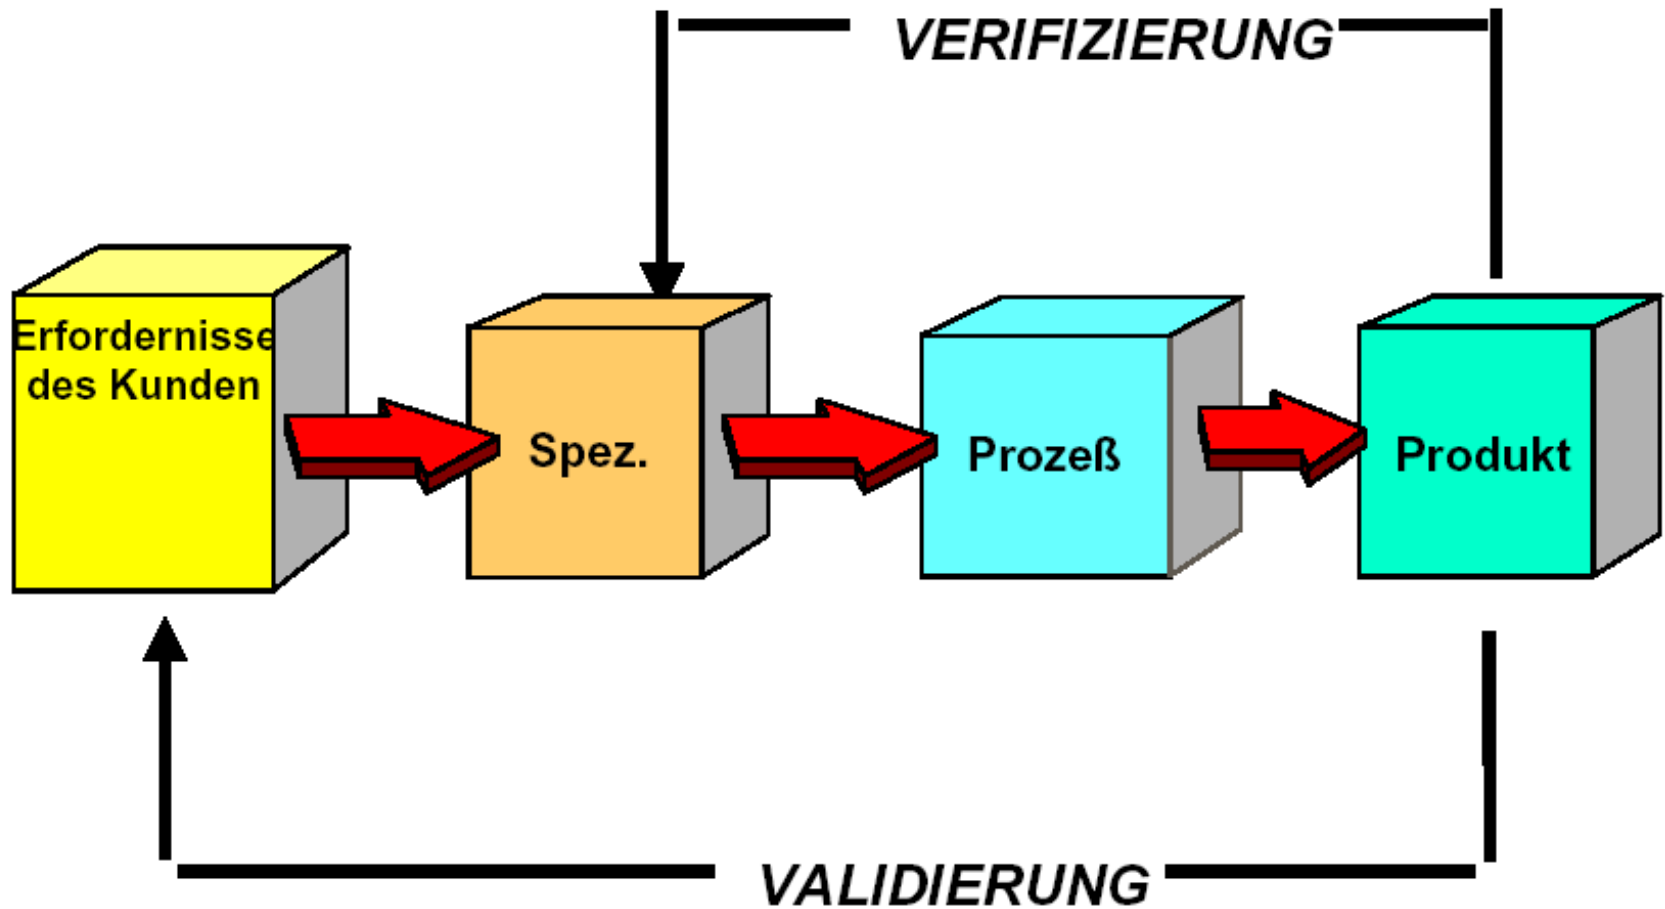 VERIFIZIERUNG
Erfordernisse
des Kunden
Spez.
Prozeß
Produkt
VALIDIERUNG